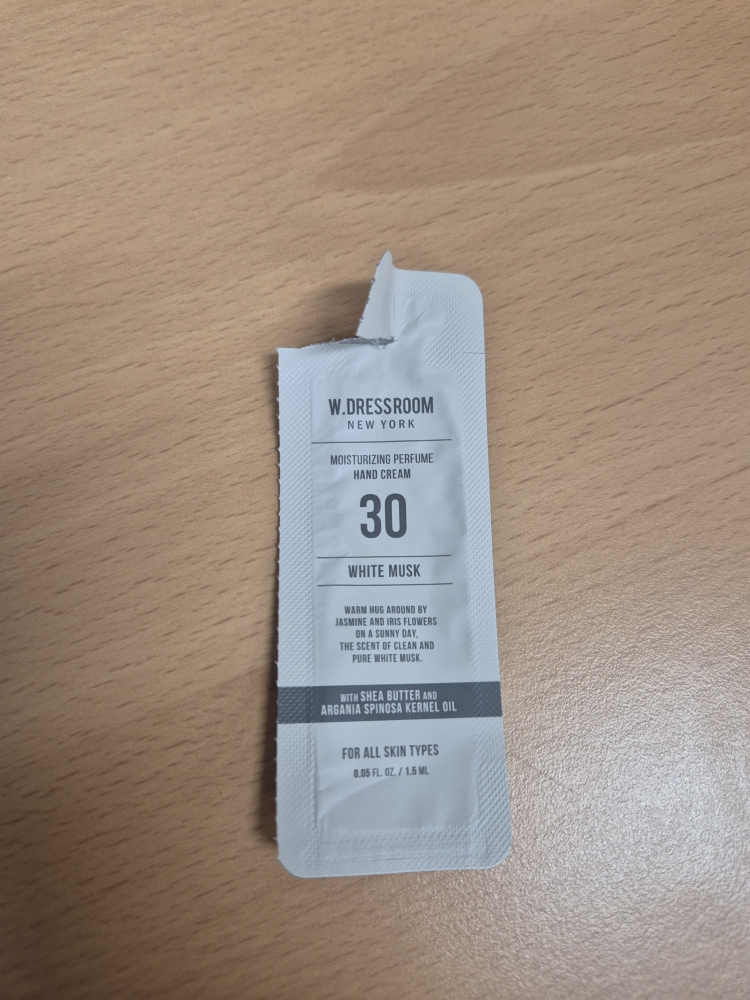 W.DRESSROOM
NEW YORK
MOISTURIZING PERFUME
HAND CREAM
30
WHITE MUSK
WARM HUG AROUND BY
JASMINE AND IRIS FLOWERS
ON A SUNNY DAY,
THE SCENT OF CLEAN AND
PURE WHITE MUSK.
WITH SHEA BUTTER AND
ARGANIA SPINOSA KERNEL OIL
FOR ALL SKIN TYPES
0.05 FL. OZ. / 1.5 ML